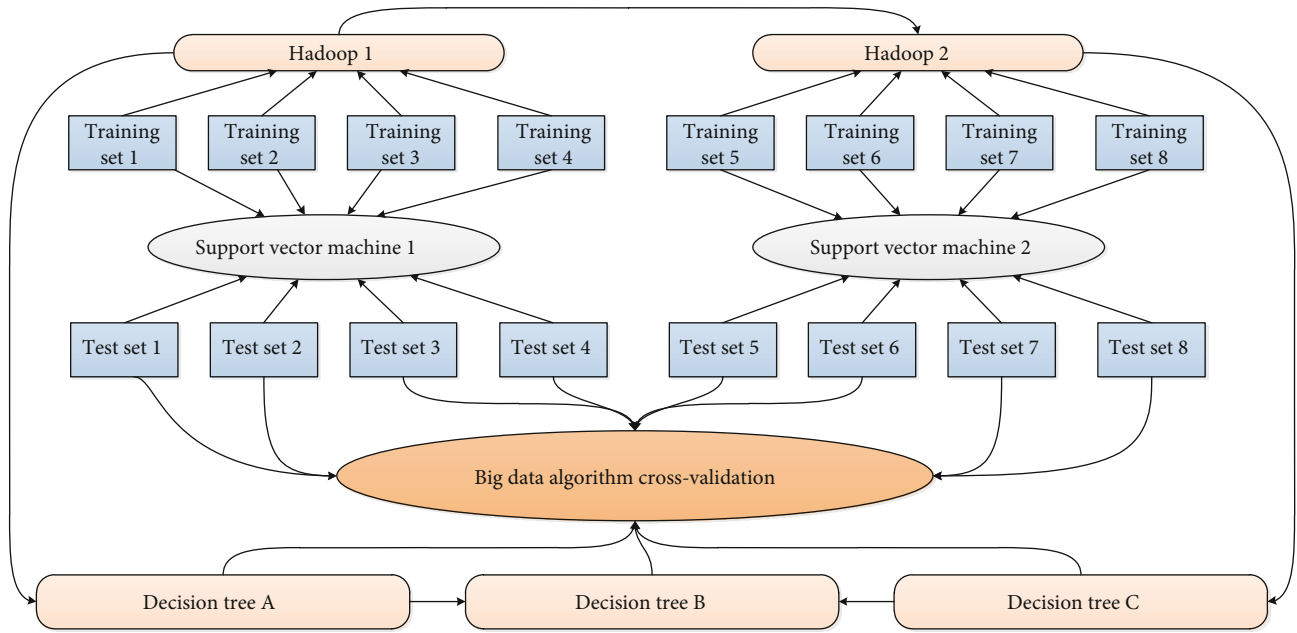 Hadoop 1
Hadoop 2
Training
set 1
Training
set 2
Training
set 3
Training
set 4
Training
set 5
Training
set 6
Training
set 7
Training
set 8
Support vector machine 1
Support vector machine 2
Test set 1
Test set 2
Test set 3
Test set 4
Test set 5
Test set 6
Test set 7
Test set 8
Big data algorithm cross-validation
Decision tree A
Decision tree B
Decision tree C